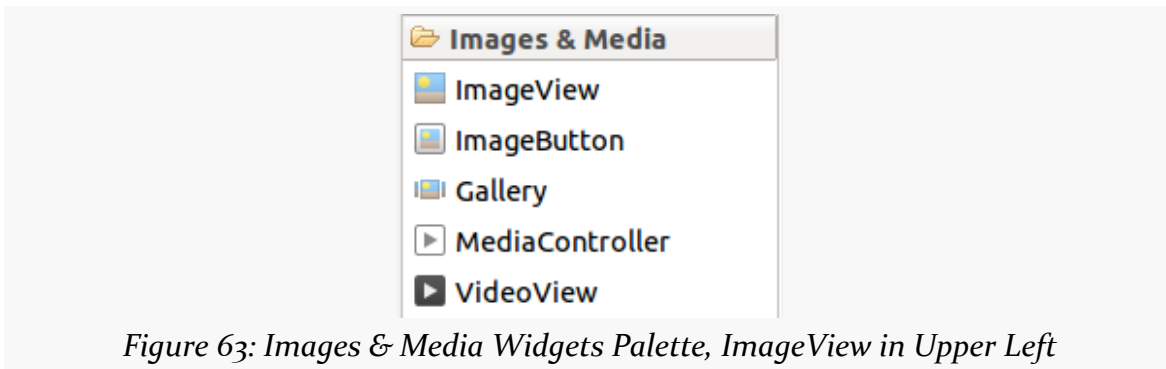 Images & Media
ImageView
ImageButton
Gallery
MediaController
VideoView
Figure 63: Images & Media Widgets Palette, ImageView in Upper Left